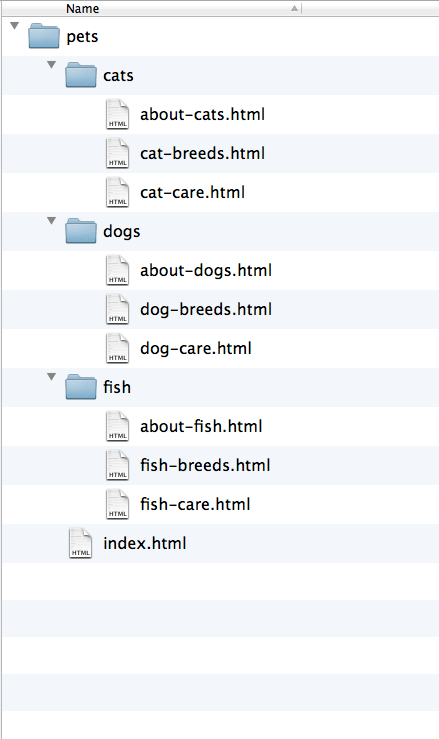 Name
pets
cats
HTML about-cats.html
HTML cat-breeds.html
HTML cat-care.html
dogs
HTML about-dogs.html
HTML dog-breeds.html
HTML dog-care.html
fish
HTML about-fish.html
HTML fish-breeds.html
HTML fish-care.html
HTML index.html